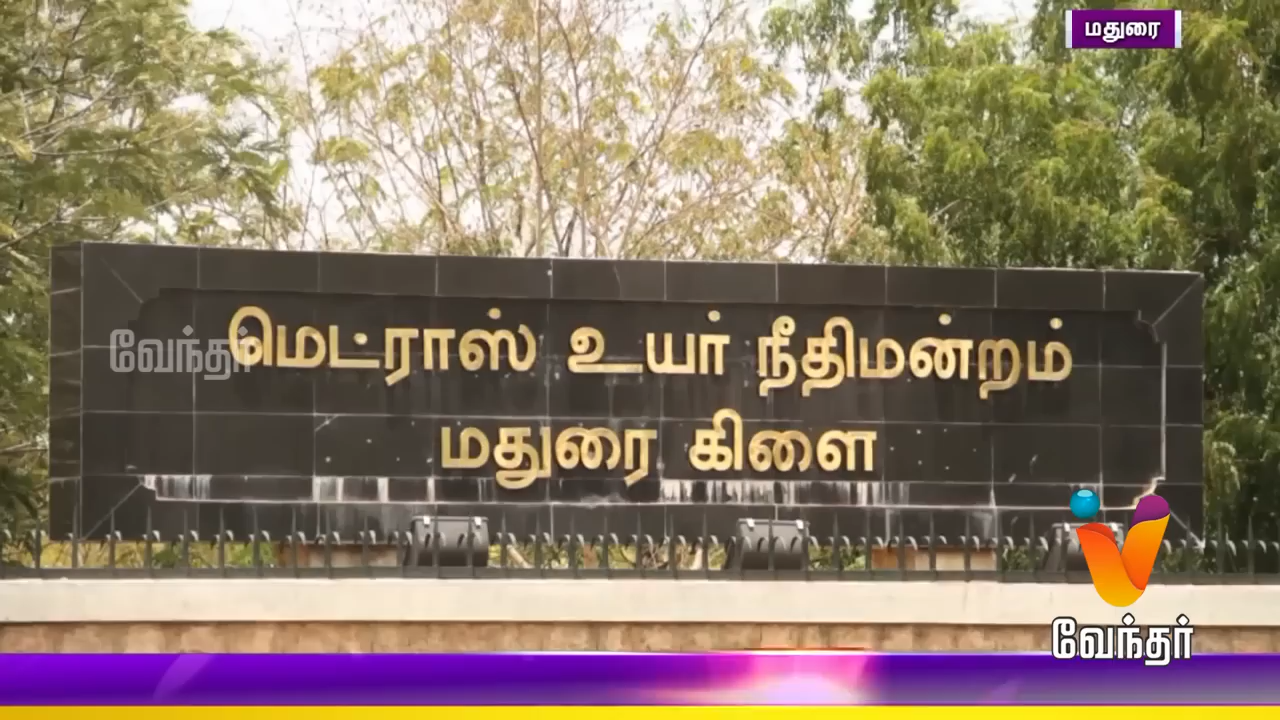 மதுரை
வேந்தர்
மெட்ராஸ் உயர் நீதிமன்றம்
மதுரை கிளை
வேந்தர்